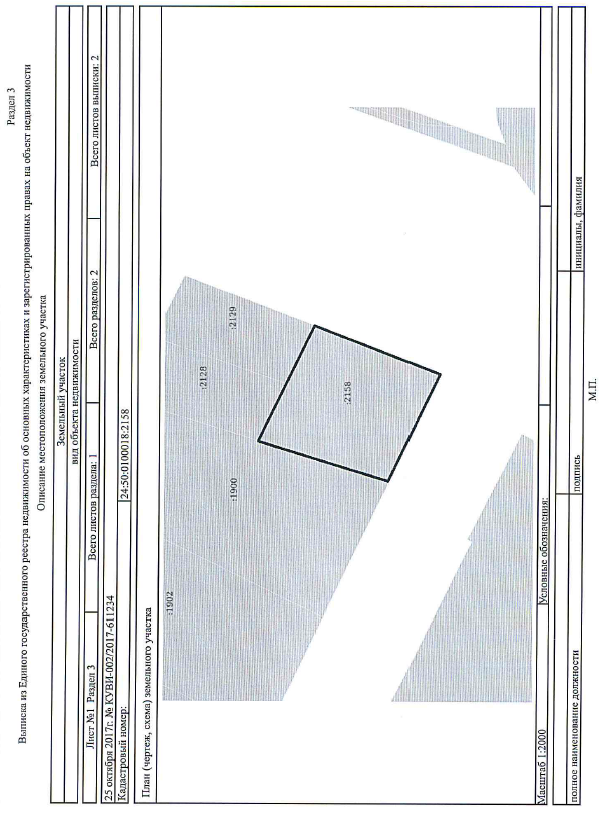 Раздел 3
Выписка из Единого государственного реестра недвижимости об основных характеристиках и зарегистрированных правах на объект недвижимости
Описание местоположения земельного участка
Земельный участок
вид объекта недвижимости
Лист №1 Раздел 3 Всего листов раздела: 1 Всего разделов: 2 Всего листов выписки: 2
25 октября 2017г. № КУВИ-002/2017-611234
Кадастровый номер: 24:50:0100018:2158
План (чертеж, схема) земельного участка
:1902
:1900
:2128
:2129
:2158
Масштаб 1:2000 Условные обозначения:
полное наименование должности подпись инициалы, фамилия
М.П.